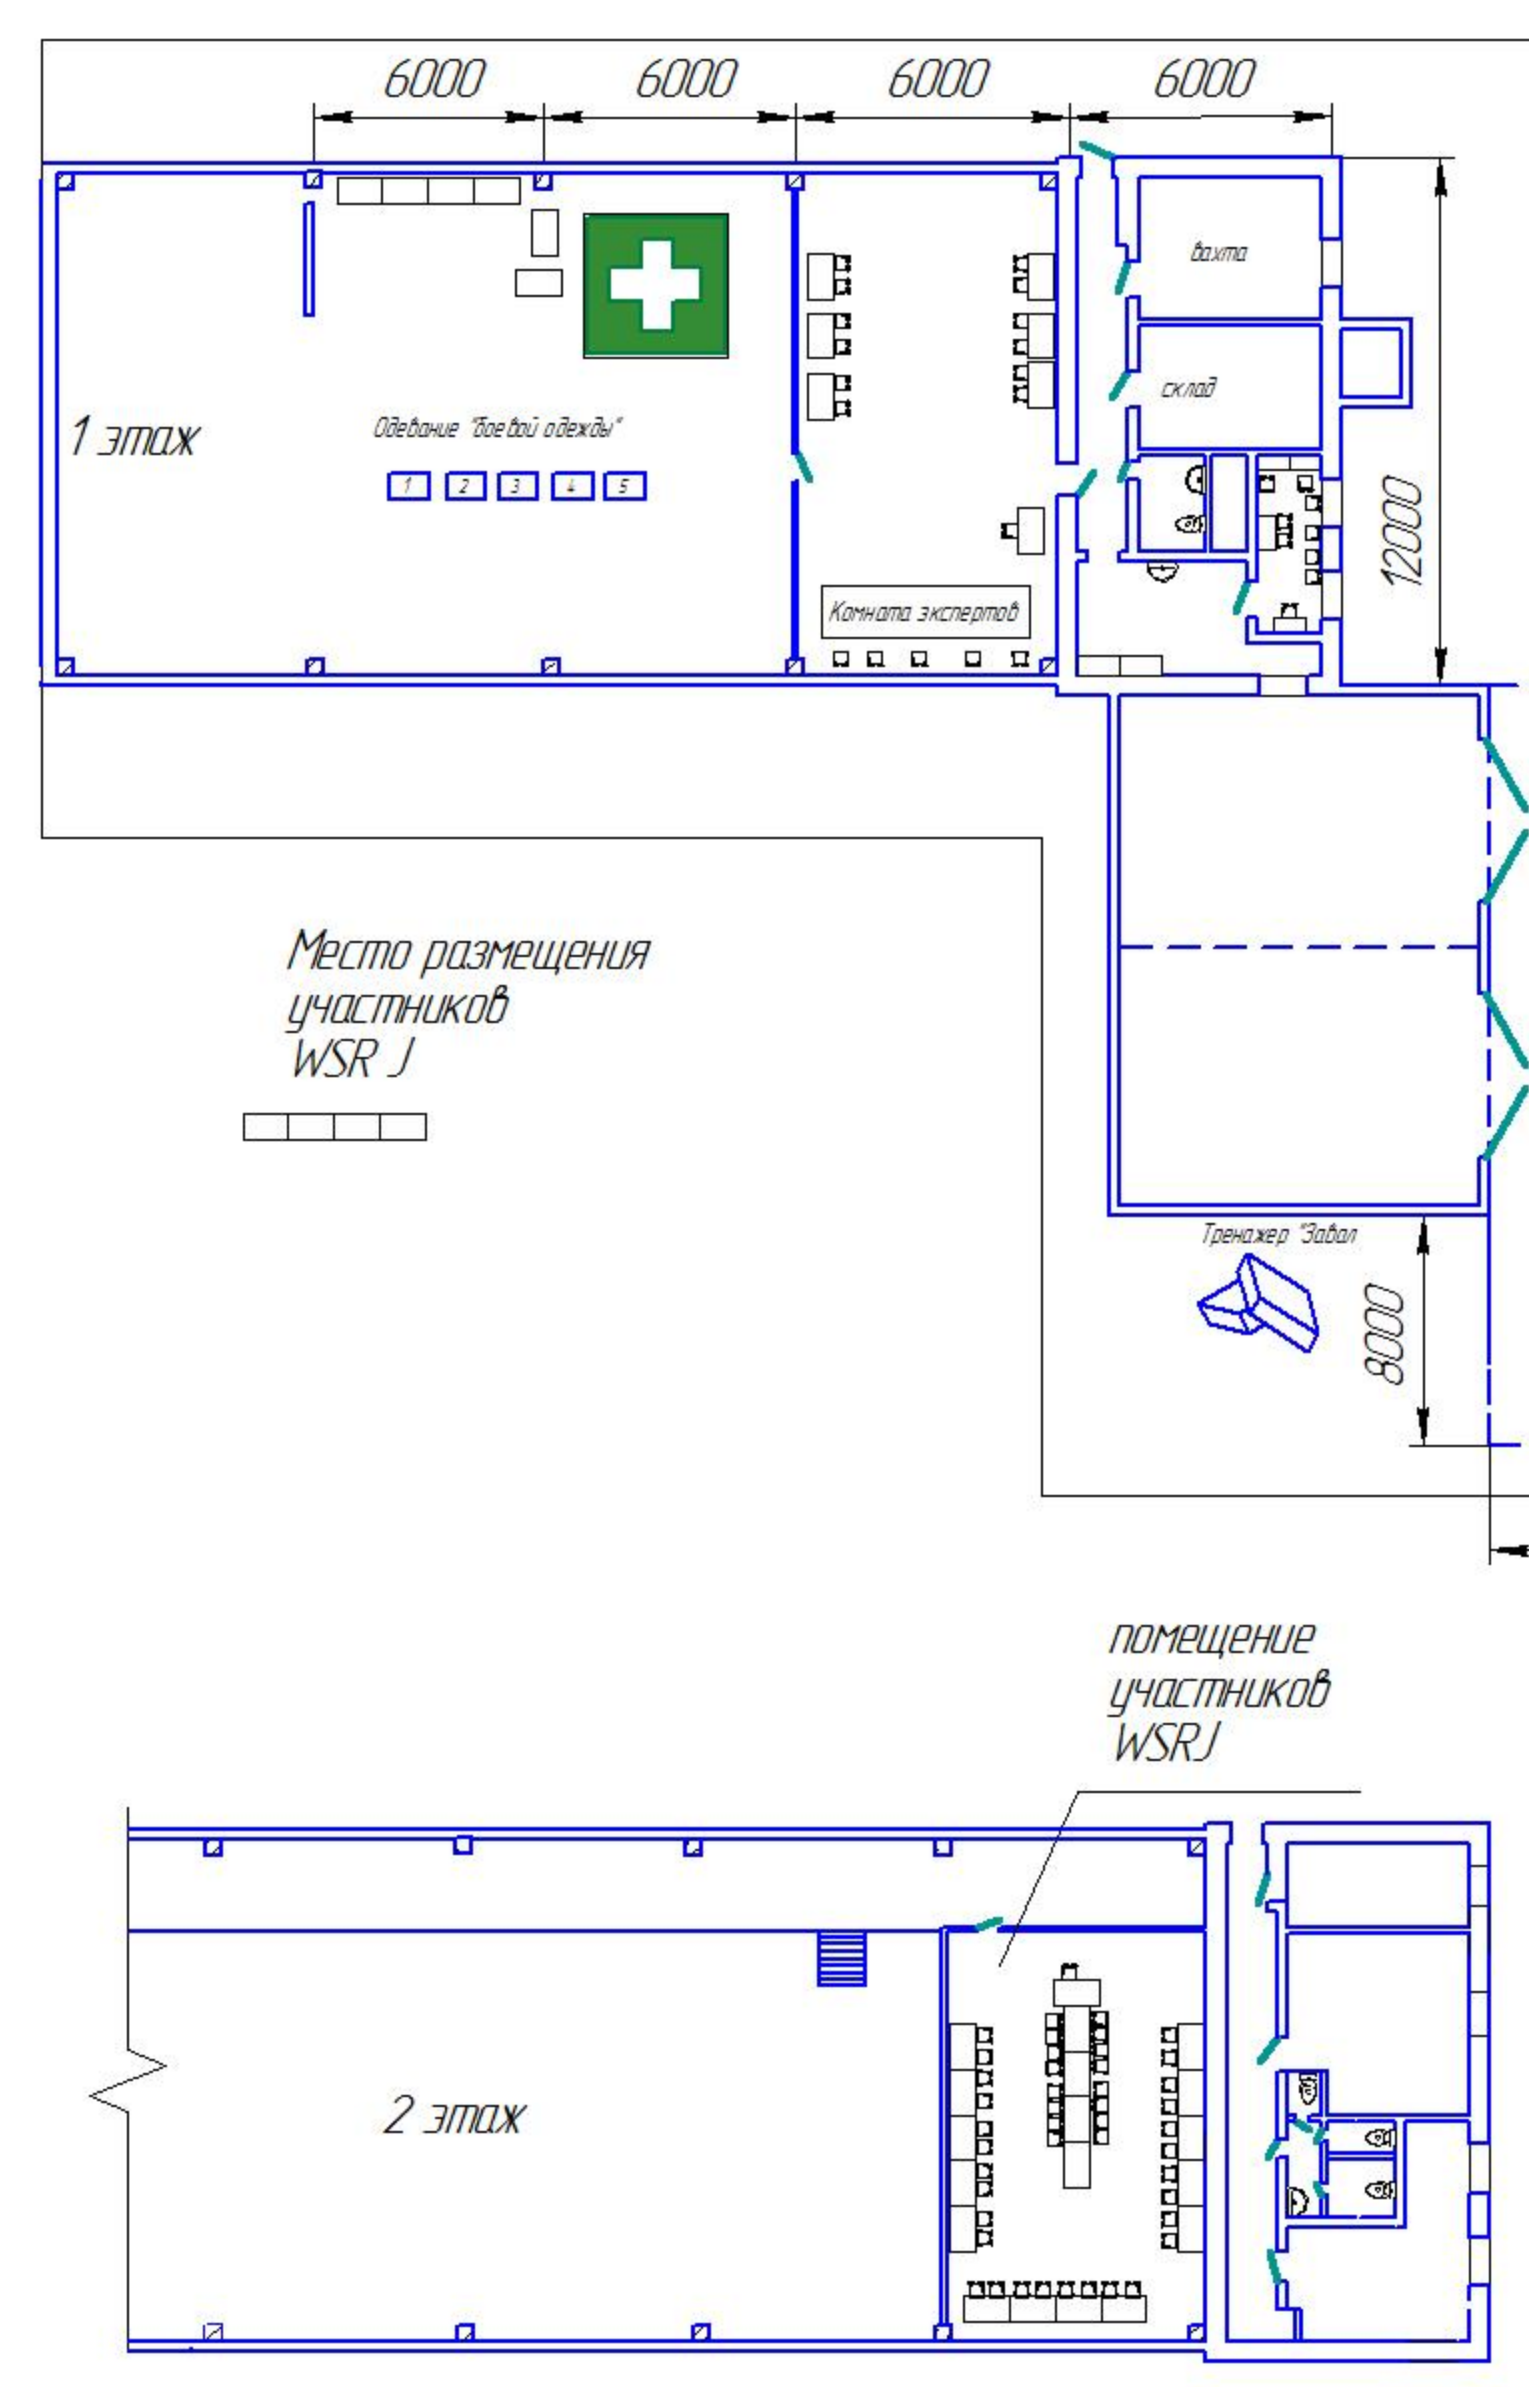 6000 6000 6000 6000
вахта
склад
1 этаж
Одевание "боевой одежды"
1 2 3 4 5
12000
Комната экспертов
Место размещения
участников
WSR J
Тренажер "Завал
8000
помещение
участников
WSRJ
2 этаж